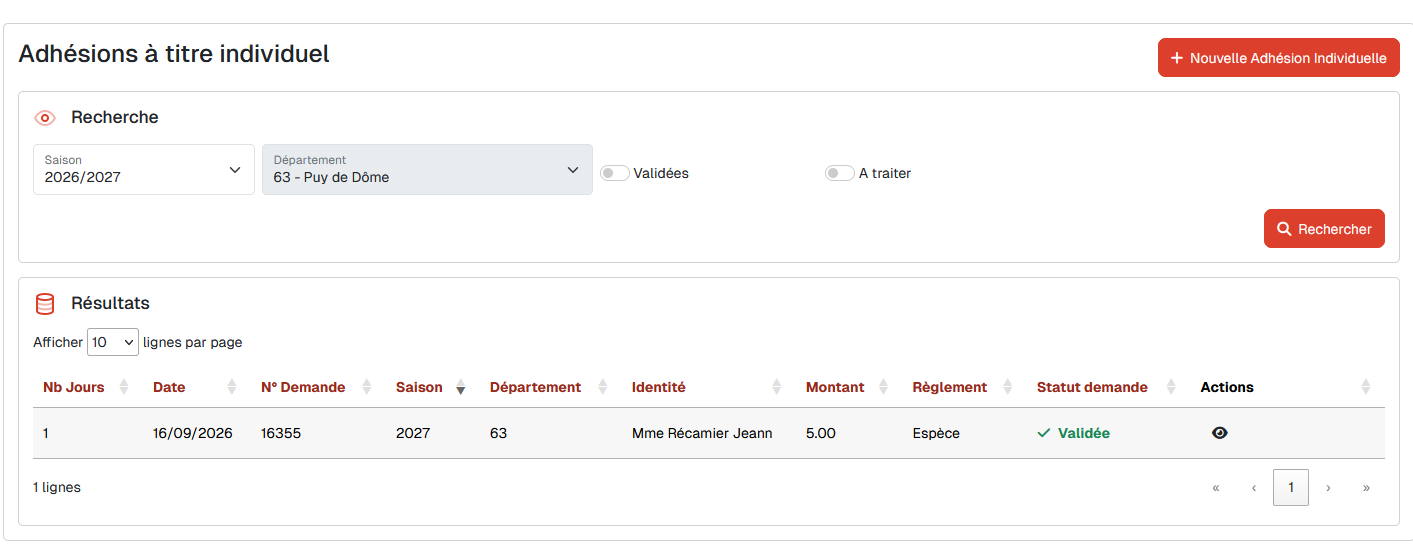 Adhésions à titre individuel
+ Nouvelle Adhésion Individuelle
Recherche
Saison
2026/2027
Département
63 - Puy de Dôme
Validées
A traiter
Rechercher
Résultats
Afficher 10 lignes par page
Nb Jours Date N° Demande Saison Département Identité Montant Règlement Statut demande Actions
1 16/09/2026 16355 2027 63 Mme Récamier Jeann 5.00 Espèce Validée
1 lignes
« ‹ 1 › »